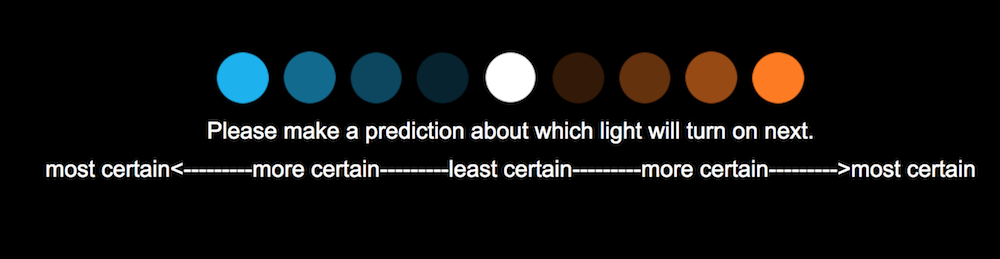 Please make a prediction about which light will turn on next.
most certain<---------more certain---------least certain---------more certain--------->most certain